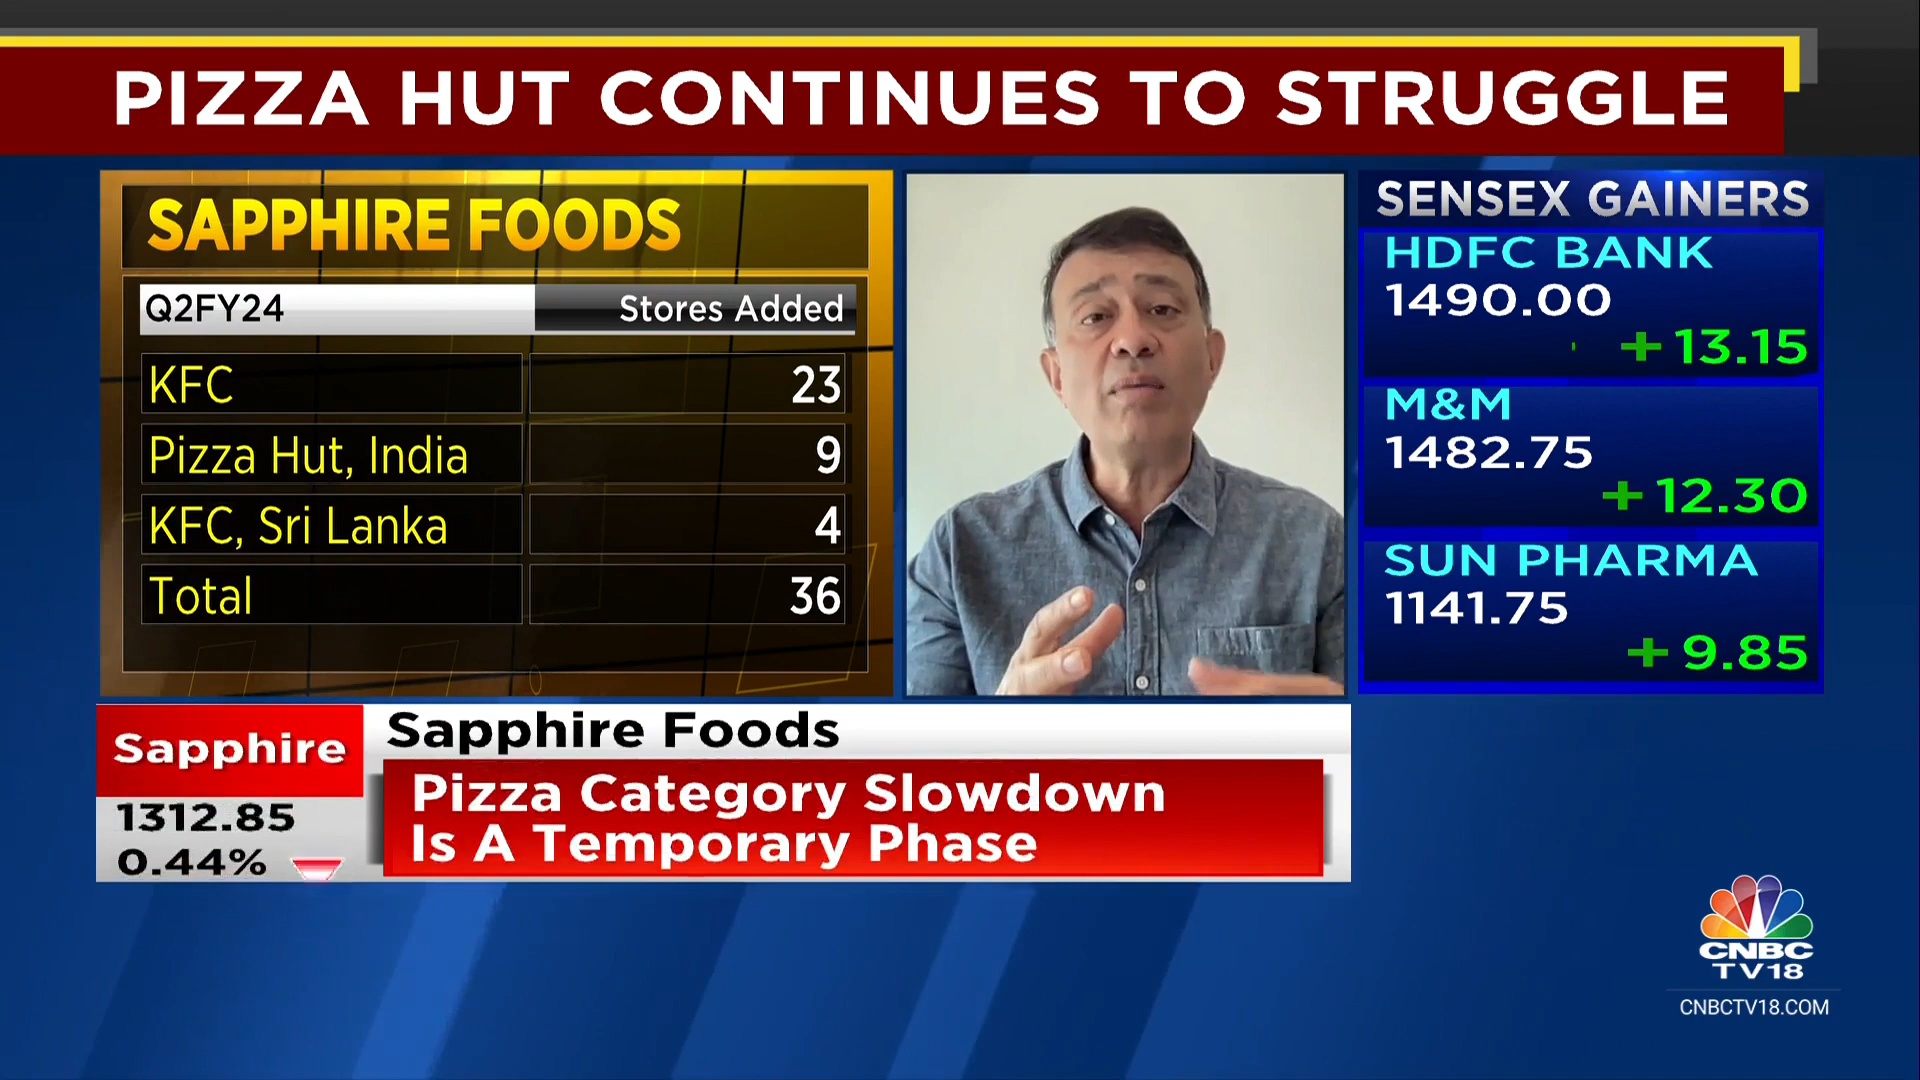 PIZZA HUT CONTINUES TO STRUGGLE
SAPPHIRE FOODS
Q2FY24 Stores Added
KFC 23
Pizza Hut, India 9
KFC, Sri Lanka 4
Total 36
SENSEX GAINERS
HDFC BANK
1490.00
+13.15
M&M
1482.75
+12.30
SUN PHARMA
1141.75
+9.85
Sapphire
1312.85
0.44%
Sapphire Foods
Pizza Category Slowdown
Is A Temporary Phase
CNBC
TV18
CNBCTV18.COM